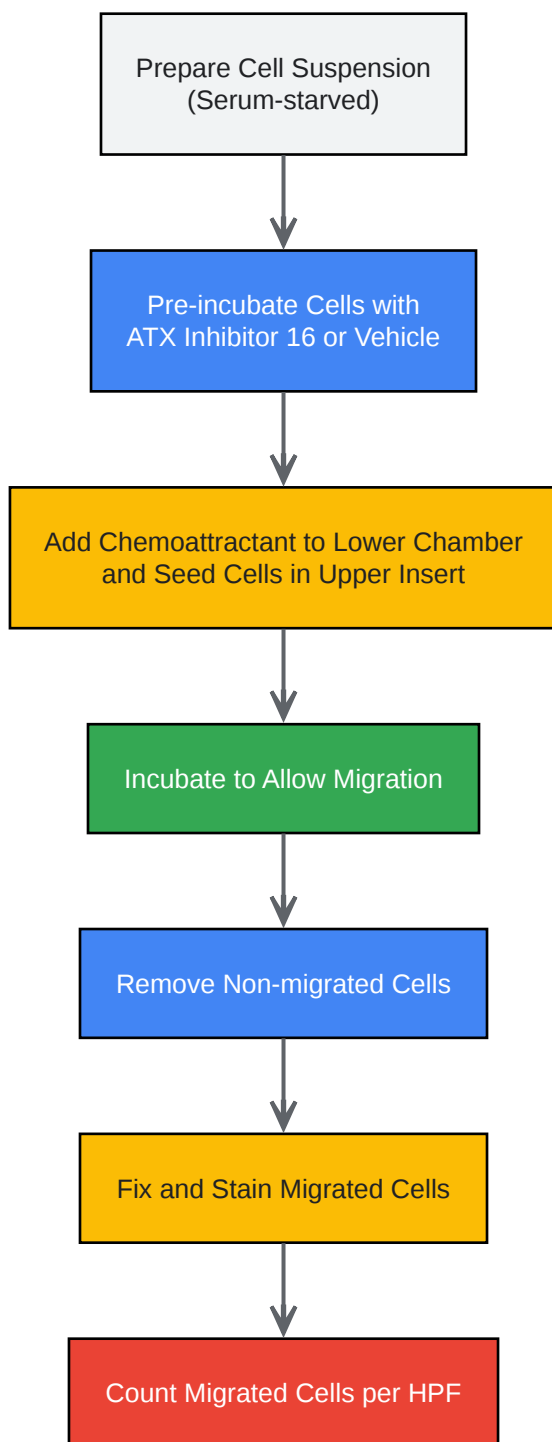 Prepare Cell Suspension
(Serum-starved)
Pre-incubate Cells with
ATX Inhibitor 16 or Vehicle
Add Chemoattractant to Lower Chamber
and Seed Cells in Upper Insert
Incubate to Allow Migration
Remove Non-migrated Cells
Fix and Stain Migrated Cells
Count Migrated Cells per HPF